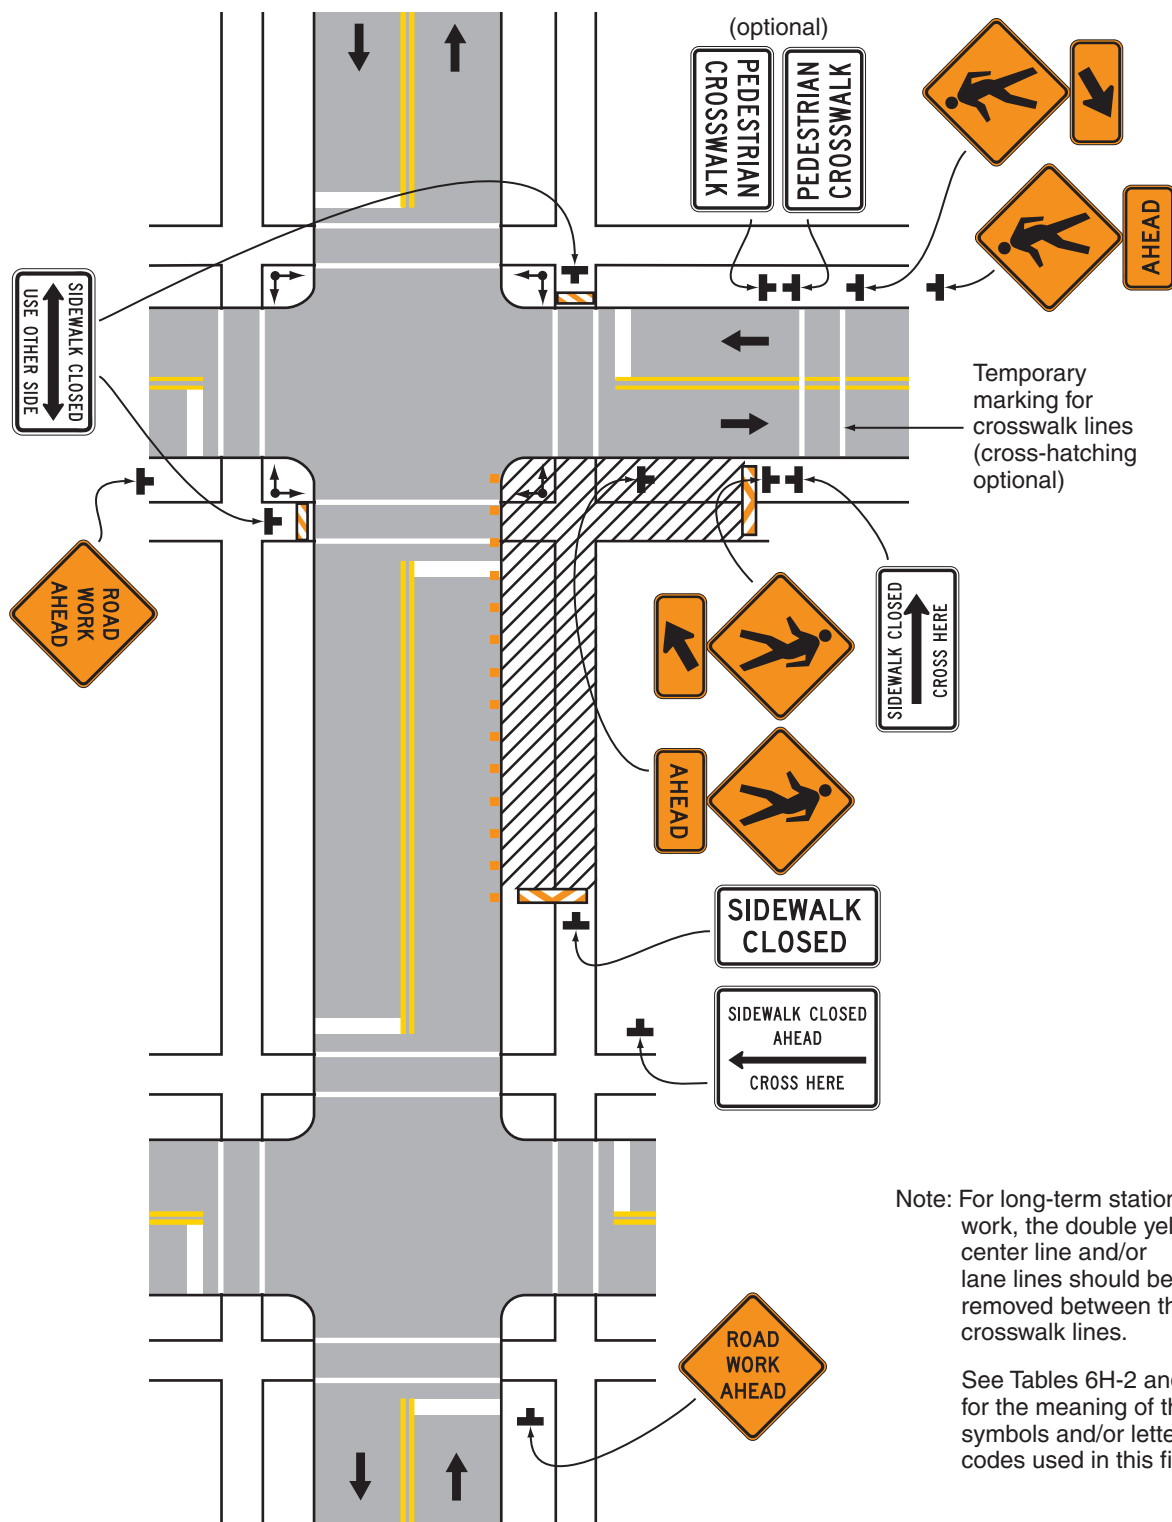 (optional)
PEDESTRIAN
CROSSWALK
PEDESTRIAN
CROSSWALK
AHEAD
SIDEWALK CLOSED
USE OTHER SIDE
Temporary
marking for
crosswalk lines
(cross-hatching
optional)
ROAD
WORK
AHEAD
SIDEWALK CLOSED
CROSS HERE
AHEAD
SIDEWALK
CLOSED
SIDEWALK CLOSED
AHEAD
CROSS HERE
ROAD
WORK
AHEAD
Note: For long-term station
work, the double yel
center line and/or
lane lines should be
removed between th
crosswalk lines.
See Tables 6H-2 and
for the meaning of th
symbols and/or lette
codes used in this fi